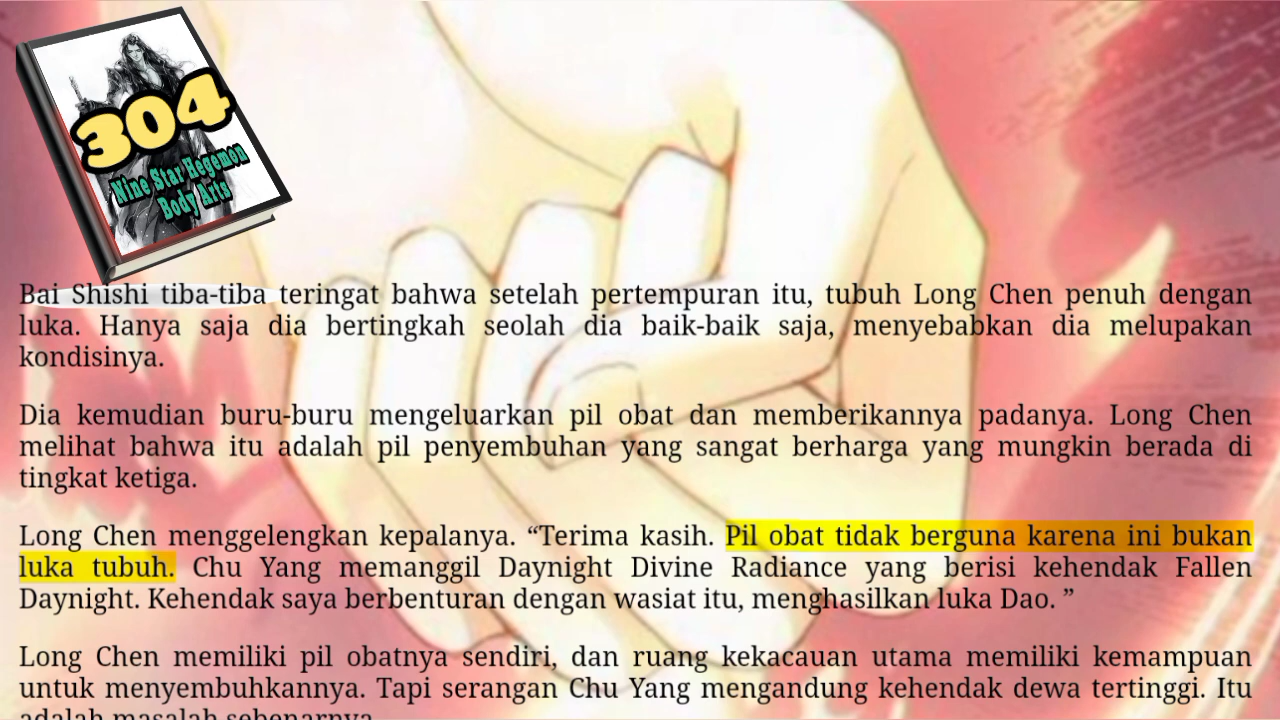 304
Nine Star Hegemon
Body Arts
Bai Shishi tiba-tiba teringat bahwa setelah pertempuran itu, tubuh Long Chen penuh dengan
luka. Hanya saja dia bertingkah seolah dia baik-baik saja, menyebabkan dia melupakan
kondisinya.
Dia kemudian buru-buru mengeluarkan pil obat dan memberikannya padanya. Long Chen
melihat bahwa itu adalah pil penyembuhan yang sangat berharga yang mungkin berada di
tingkat ketiga.
Long Chen menggelengkan kepalanya. “Terima kasih. Pil obat tidak berguna karena ini bukan
luka tubuh. Chu Yang memanggil Daynight Divine Radiance yang berisi kehendak Fallen
Daynight. Kehendak saya berbenturan dengan wasiat itu, menghasilkan luka Dao. ”
Long Chen memiliki pil obatnya sendiri, dan ruang kekacauan utama memiliki kemampuan
untuk menyembuhkannya. Tapi serangan Chu Yang mengandung kehendak dewa tertinggi. Itu
adalah masalah sebenarnya.